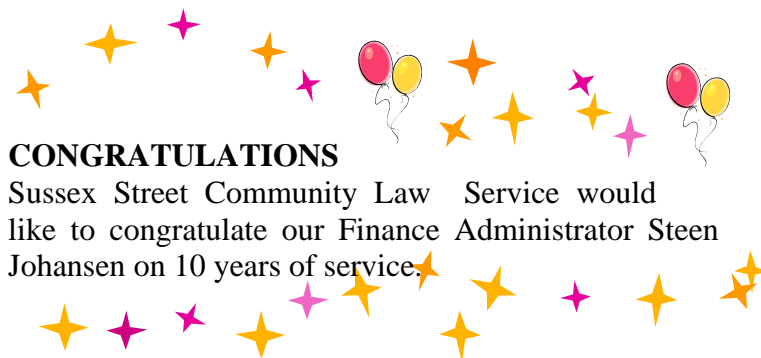 CONGRATULATIONS
Sussex Street Community Law Service would
like to congratulate our Finance Administrator Steen
Johansen on 10 years of service.